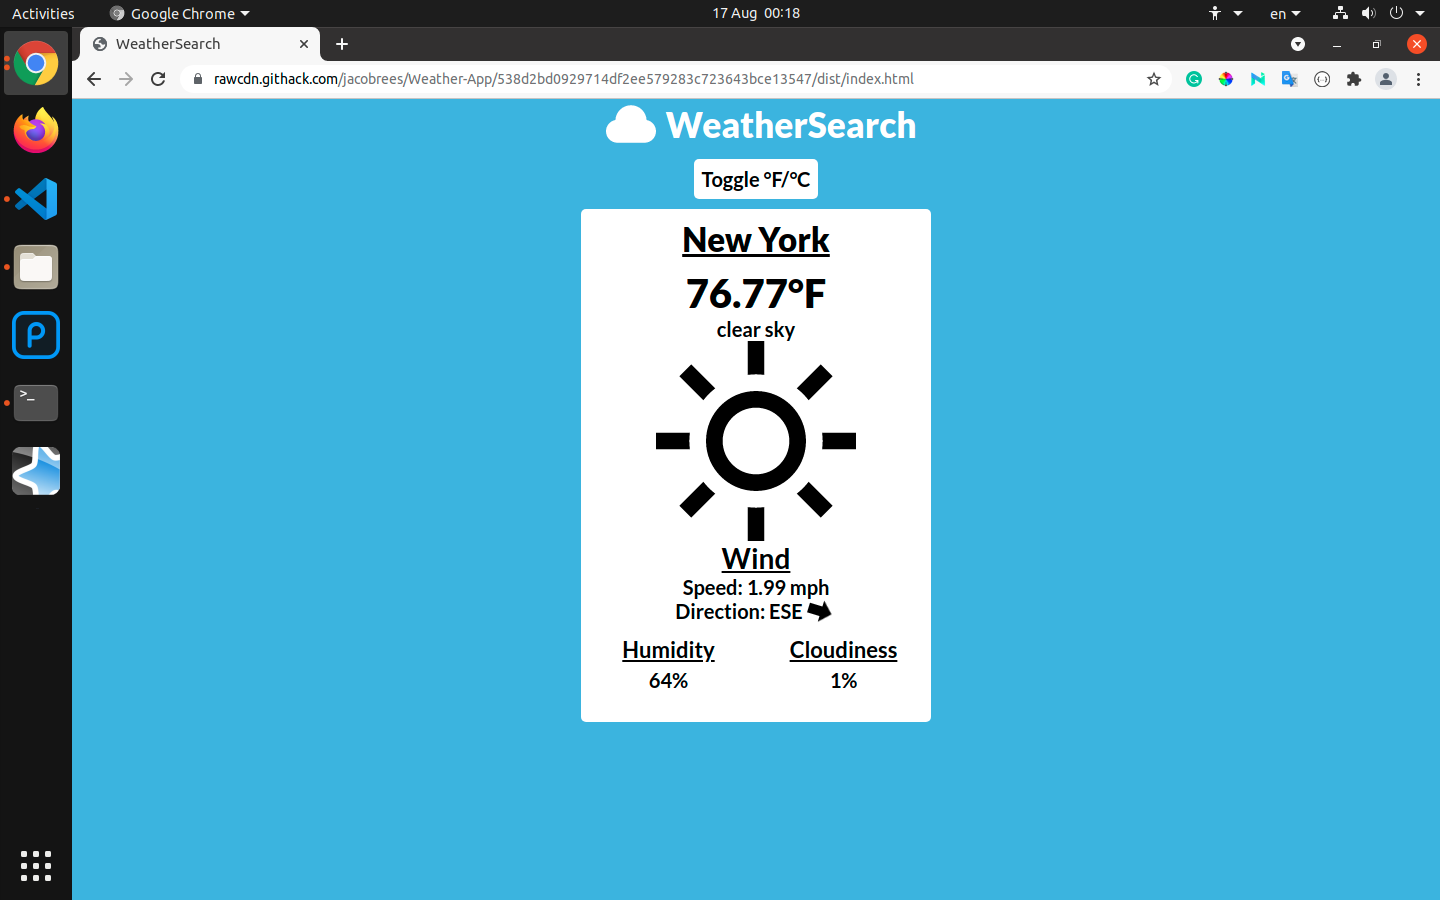 Activities
Google Chrome
17 Aug 00:18
en
WeatherSearch
rawcdn.githack.com/jacobrees/Weather-App/538d2bd0929714df2ee579283c723643bce13547/dist/index.html
WeatherSearch
Toggle °F/°C
New York
76.77°F
clear sky
Wind
Speed: 1.99 mph
Direction: ESE
Humidity
Cloudiness
64%
1%